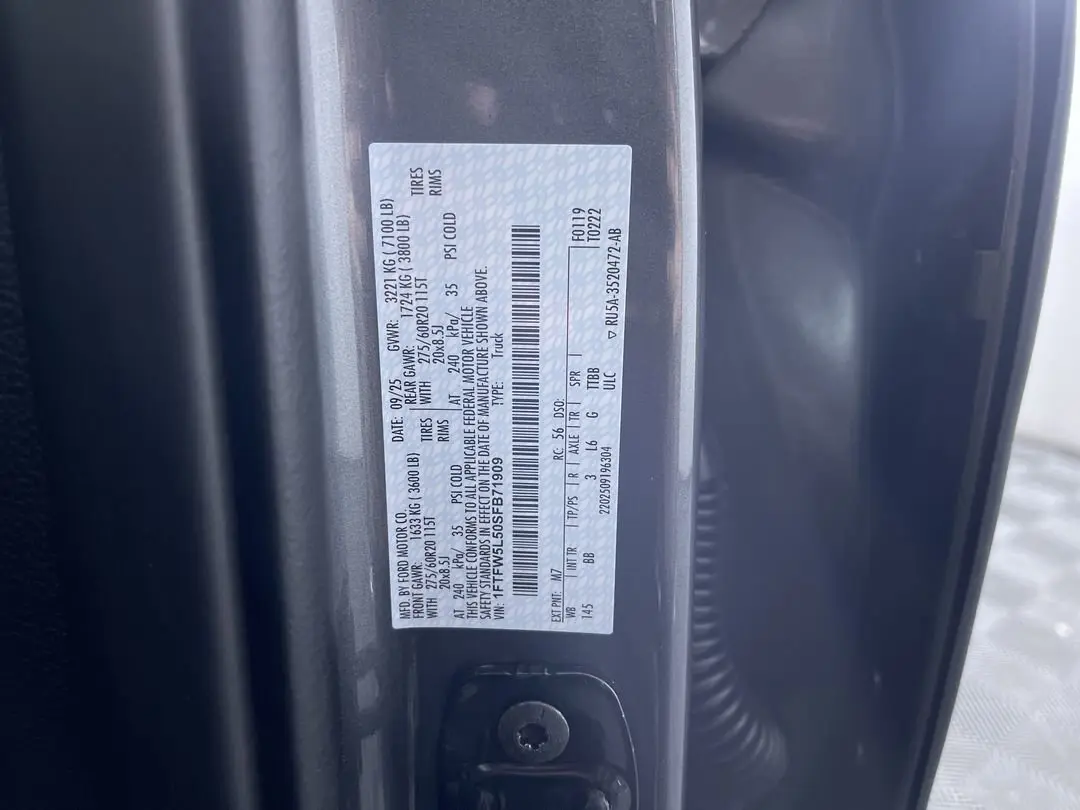 MFD. BY FORD MOTOR CO. DATE: 09/25 GVWR: 3221 KG ( 7100 LB)
FRONT GAWR: 1633 KG ( 3600 LB) REAR GAWR: 1724 KG ( 3800 LB)
WITH 275/60R20 115T TIRES WITH 275/60R20 115T TIRES
20x8.5J RIMS 20x8.5J RIMS
AT 240 kPa/ 35 PSI COLD AT 240 kPa/ 35 PSI COLD
THIS VEHICLE CONFORMS TO ALL APPLICABLE FEDERAL MOTOR VEHICLE
SAFETY STANDARDS IN EFFECT ON THE DATE OF MANUFACTURE SHOWN ABOVE.
VIN: 1FTFW5L50SFB71909 TYPE: Truck
EXT PNT: M7 RC: 56 DSO:
WB INT TR TP/PS R AXLE TR SPR F0119
145 BB 3 L6 G TTBB T0222
2202509196304 ULC ▽ RU5A-3520472-AB